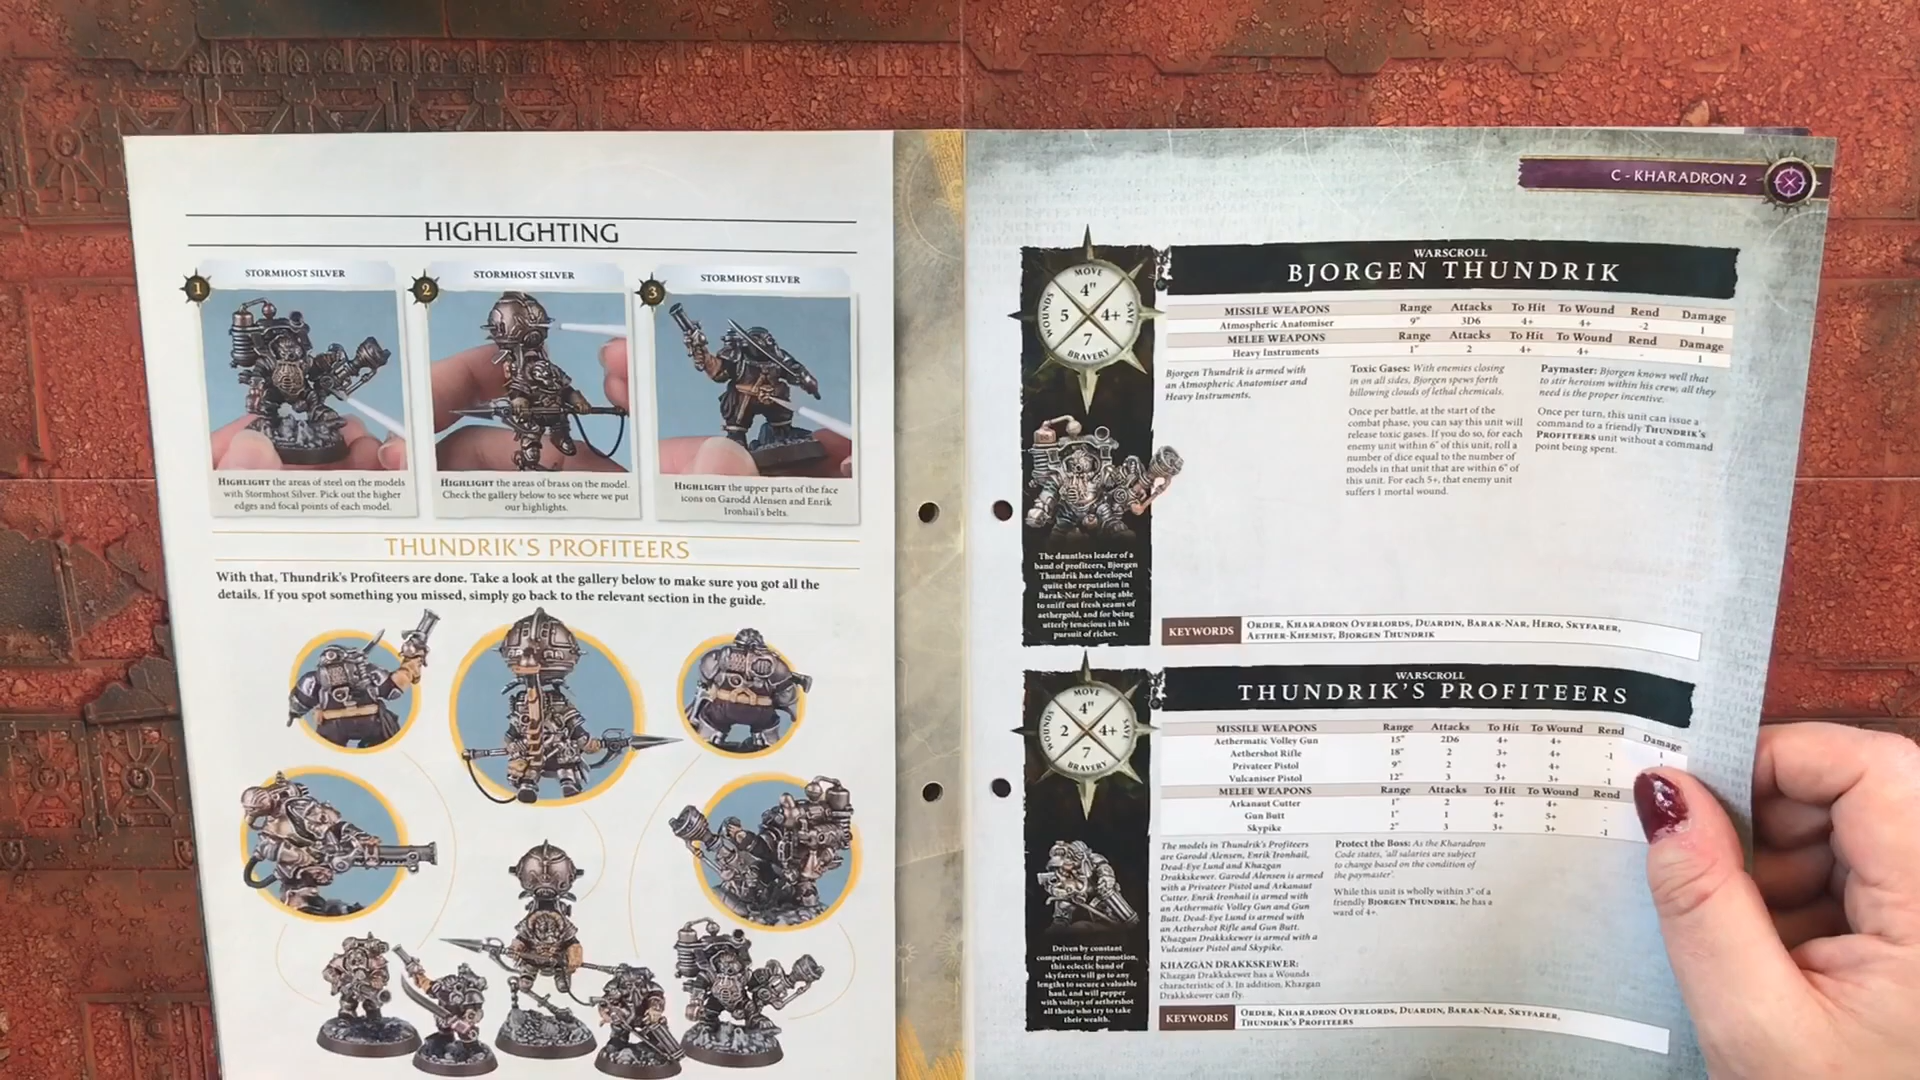 HIGHLIGHTING
1
STORMHOST SILVER
HIGHLIGHT the areas of steel on the models
with Stormhost Silver. Pick out the higher
edges and focal points of each model.
2
STORMHOST SILVER
HIGHLIGHT the areas of brass on the model.
Check the gallery below to see where we put
our highlights.
3
STORMHOST SILVER
HIGHLIGHT the upper parts of the face
icons on Garodd Alensen and Enrik
Ironhail's belts.
THUNDRIK'S PROFITEERS
With that, Thundrik's Profiteers are done. Take a look at the gallery below to make sure you got all the
details. If you spot something you missed, simply go back to the relevant section in the guide.
C - KHARADRON 2
WARSCROLL
BJORGEN THUNDRIK
MOVE
4"
WOUNDS 5 4+ SAVE
7
BRAVERY
MISSILE WEAPONS Range Attacks To Hit To Wound Rend Damage
Atmospheric Anatomiser 9" 3D6 4+ 4+ -2 1
MELEE WEAPONS Range Attacks To Hit To Wound Rend Damage
Heavy Instruments 1" 2 4+ 4+ - 1
Bjorgen Thundrik is armed with
an Atmospheric Anatomiser and
Heavy Instruments.
Toxic Gases: With enemies closing
in on all sides, Bjorgen spews forth
billowing clouds of lethal chemicals.
Once per battle, at the start of the
combat phase, you can say this unit will
release toxic gases. If you do so, for each
enemy unit within 6" of this unit, roll a
number of dice equal to the number of
models in that unit that are within 6" of
this unit. For each 5+, that enemy unit
suffers 1 mortal wound.
Paymaster: Bjorgen knows well that
to stir heroism within his crew, all they
need is the proper incentive.
Once per turn, this unit can issue a
command to a friendly THUNDRIK'S
PROFITEERS unit without a command
point being spent.
The dauntless leader of a
band of profiteers, Bjorgen
Thundrik has developed
quite the reputation in
Barak-Nar for being able
to sniff out fresh seams of
aethergold, and for being
utterly tenacious in his
pursuit of riches.
KEYWORDS
ORDER, KHARADRON OVERLORDS, DUARDIN, BARAK-NAR, HERO, SKYFARER,
AETHER-KHEMIST, BJORGEN THUNDRIK
WARSCROLL
THUNDRIK'S PROFITEERS
MOVE
4"
WOUNDS 2 4+ SAVE
7
BRAVERY
MISSILE WEAPONS Range Attacks To Hit To Wound Rend Damage
Aethermatic Volley Gun 15" 2D6 4+ 4+ -
Aethershot Rifle 18" 2 3+ 4+ -1 1
Privateer Pistol 9" 2 4+ 4+ -
Vulcaniser Pistol 12" 3 3+ 3+ -1
MELEE WEAPONS Range Attacks To Hit To Wound Rend
Arkanaut Cutter 1" 2 4+ 4+ -
Gun Butt 1" 1 4+ 5+ -
Skypike 2" 3 3+ 3+ -1
The models in Thundrik's Profiteers
are Garodd Alensen, Enrik Ironhail,
Dead-Eye Lund and Khazgan
Drakkskewer. Garodd Alensen is armed
with a Privateer Pistol and Arkanaut
Cutter. Enrik Ironhail is armed with
an Aethermatic Volley Gun and Gun
Butt. Dead-Eye Lund is armed with
an Aethershot Rifle and Gun Butt.
Khazgan Drakkskewer is armed with a
Vulcaniser Pistol and Skypike.
KHAZGAN DRAKKSKEWER:
Khazgan Drakkskewer has a Wounds
characteristic of 3. In addition, Khazgan
Drakkskewer can fly.
Protect the Boss: As the Kharadron
Code states, 'all salaries are subject
to change based on the condition of
the paymaster'.
While this unit is wholly within 3" of a
friendly BJORGEN THUNDRIK, he has a
ward of 4+.
Driven by constant
competition for promotion,
this eclectic band of
skyfarers will go to any
lengths to secure a valuable
haul, and will pepper
with volleys of aethershot
all those who try to take
their wealth.
KEYWORDS
ORDER, KHARADRON OVERLORDS, DUARDIN, BARAK-NAR, SKYFARER,
THUNDRIK'S PROFITEERS